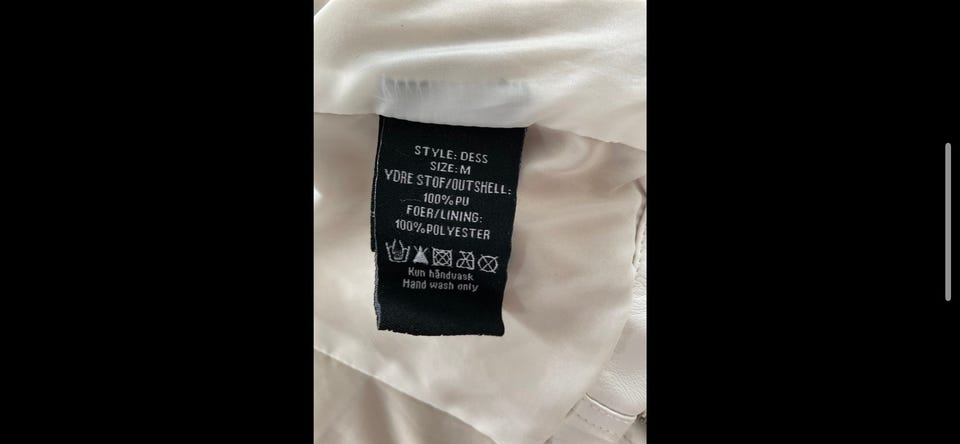 STYLE: DESS
SIZE: M
YDRE STOF/OUTSHELL:
100% PU
FOER/LINING:
100% POLYESTER
Kun håndvask
Hand wash only